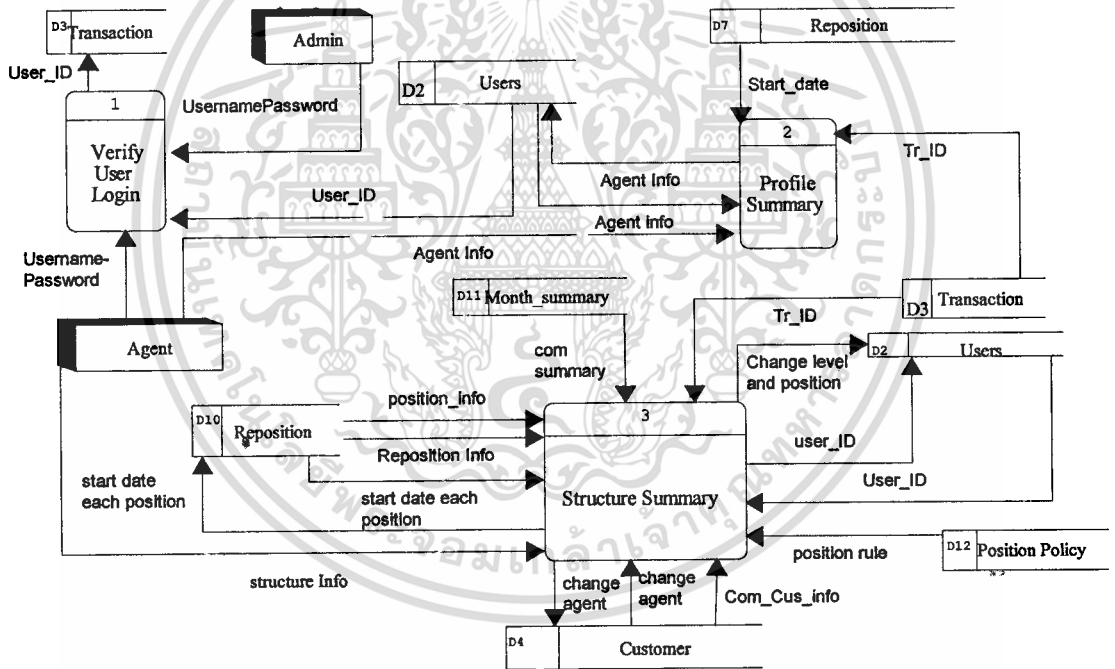 D3 Transaction
Admin
D7 Reposition
User_ID
UsernamePassword
D2 Users
Start_date
1
Verify
User
Login
2
Profile
Summary
Tr_ID
User_ID
Agent Info
Agent Info
Agent Info
Username-
Password
Agent
D11 Month_summary
Tr_ID
D3 Transaction
com
summary
Change level
and position
D2 Users
D10 Reposition
position_info
Reposition Info
3
Structure Summary
user_ID
User_ID
start date
each position
start date each
position
position rule
D12 Position Policy
structure Info
change
agent
change
agent
Com_Cus_info
D4 Customer